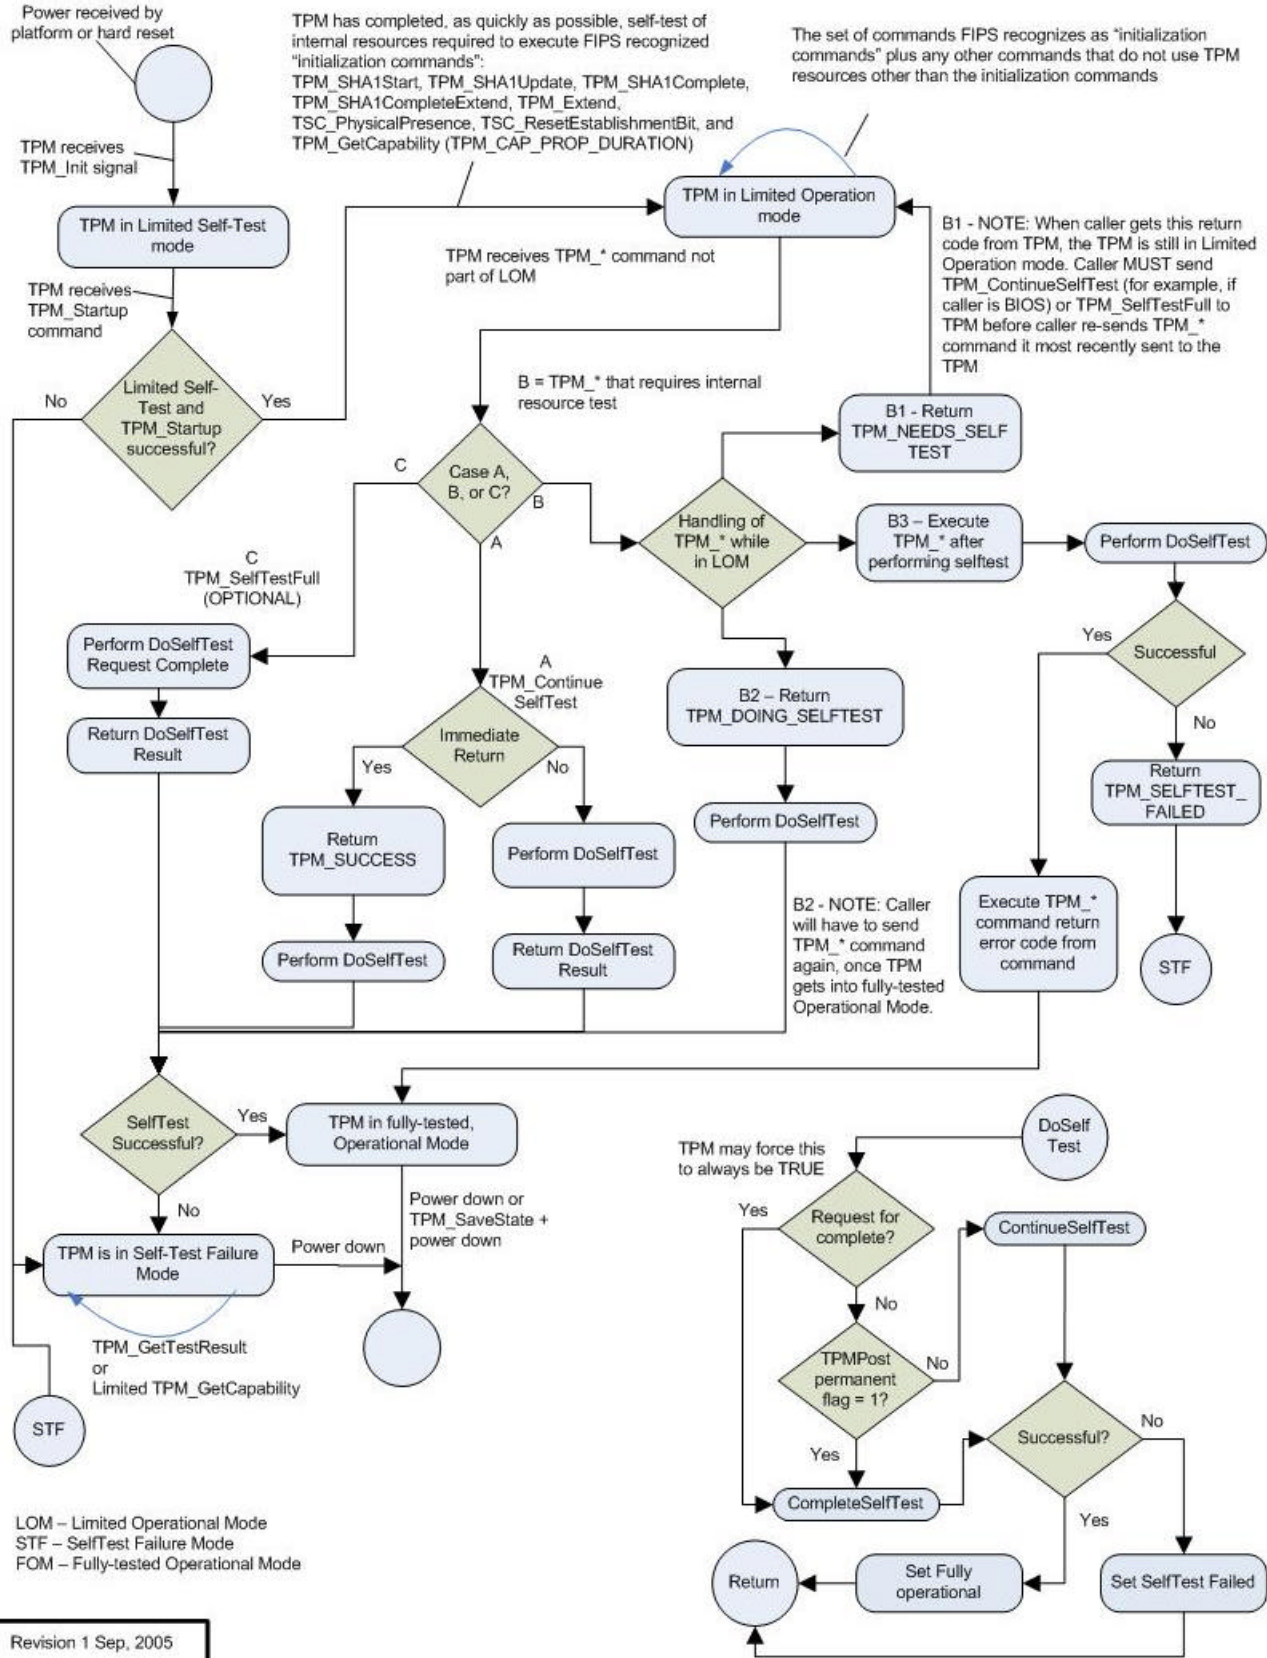 Power received by
platform or hard reset
TPM has completed, as quickly as possible, self-test of
internal resources required to execute FIPS recognized
“initialization commands”:
TPM_SHA1Start, TPM_SHA1Update, TPM_SHA1Complete,
TPM_SHA1CompleteExtend, TPM_Extend,
TSC_PhysicalPresence, TSC_ResetEstablishmentBit, and
TPM_GetCapability (TPM_CAP_PROP_DURATION)
The set of commands FIPS recognizes as “initialization
commands” plus any other commands that do not use TPM
resources other than the initialization commands
TPM receives
TPM_Init signal
TPM in Limited Self-Test
mode
TPM in Limited Operation
mode
TPM receives
TPM_Startup
command
TPM receives TPM_* command not
part of LOM
B1 - NOTE: When caller gets this return
code from TPM, the TPM is still in Limited
Operation mode. Caller MUST send
TPM_ContinueSelfTest (for example, if
caller is BIOS) or TPM_SelfTestFull to
TPM before caller re-sends TPM_*
command it most recently sent to the
TPM
No
Limited Self-
Test and
TPM_Startup
successful?
Yes
B = TPM_* that requires internal
resource test
B1 - Return
TPM_NEEDS_SELF
TEST
C
Case A,
B, or C?
B
A
Handling of
TPM_* while
in LOM
B3 – Execute
TPM_* after
performing selftest
Perform DoSelfTest
C
TPM_SelfTestFull
(OPTIONAL)
Perform DoSelfTest
Request Complete
A
TPM_Continue
SelfTest
Yes
Successful
No
B2 – Return
TPM_DOING_SELFTEST
Return DoSelfTest
Result
Immediate
Return
Yes
No
Return
TPM_SELFTEST_
FAILED
Return
TPM_SUCCESS
Perform DoSelfTest
Perform DoSelfTest
Perform DoSelfTest
Return DoSelfTest
Result
B2 - NOTE: Caller
will have to send
TPM_* command
again, once TPM
gets into fully-tested
Operational Mode.
Execute TPM_*
command return
error code from
command
STF
SelfTest
Successful?
Yes
TPM in fully-tested,
Operational Mode
No
Power down or
TPM_SaveState +
power down
TPM is in Self-Test Failure
Mode
Power down
TPM_GetTestResult
or
Limited TPM_GetCapability
STF
DoSelf
Test
TPM may force this
to always be TRUE
Yes
Request for
complete?
No
ContinueSelfTest
TPMPost
permanent
flag = 1?
No
Yes
Successful?
No
CompleteSelfTest
Yes
Return
Set Fully
operational
Set SelfTest Failed
LOM – Limited Operational Mode
STF – SelfTest Failure Mode
FOM – Fully-tested Operational Mode
Revision 1 Sep, 2005